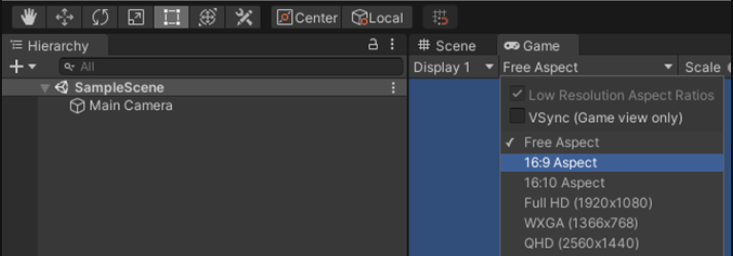 Center Local
Hierarchy
All
SampleScene
Main Camera
Scene Game
Display 1 Free Aspect Scale
Low Resolution Aspect Ratios
VSync (Game view only)
Free Aspect
16:9 Aspect
16:10 Aspect
Full HD (1920x1080)
WXGA (1366x768)
QHD (2560x1440)